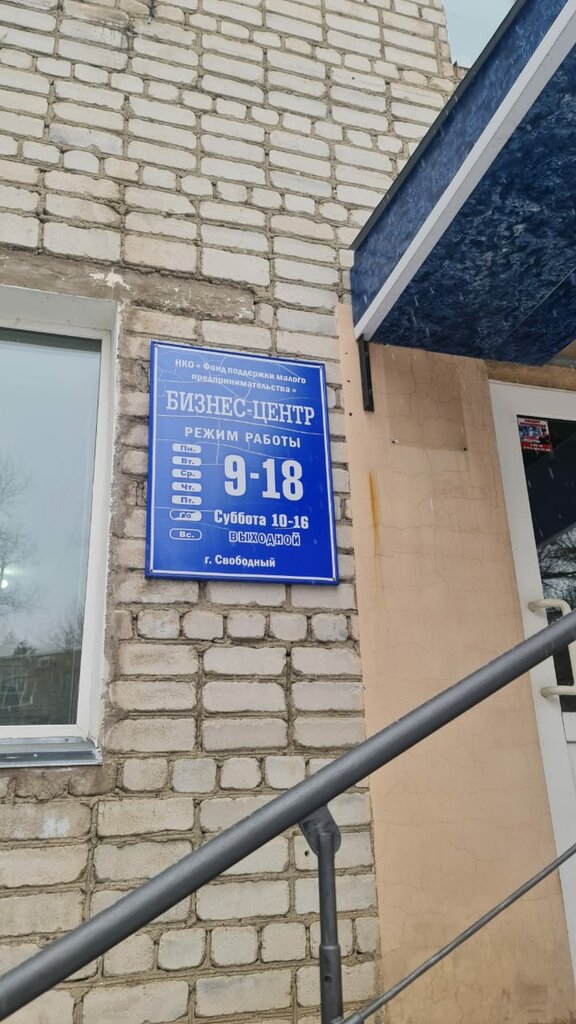 НКО « Фонд поддержки малого
предпринимательства »
БИЗНЕС-ЦЕНТР
РЕЖИМ РАБОТЫ
Пн.
Вт.
Ср.
Чт.
Пт.
9-18
Суббота 10-16
Вс. ВЫХОДНОЙ
г. Свободный